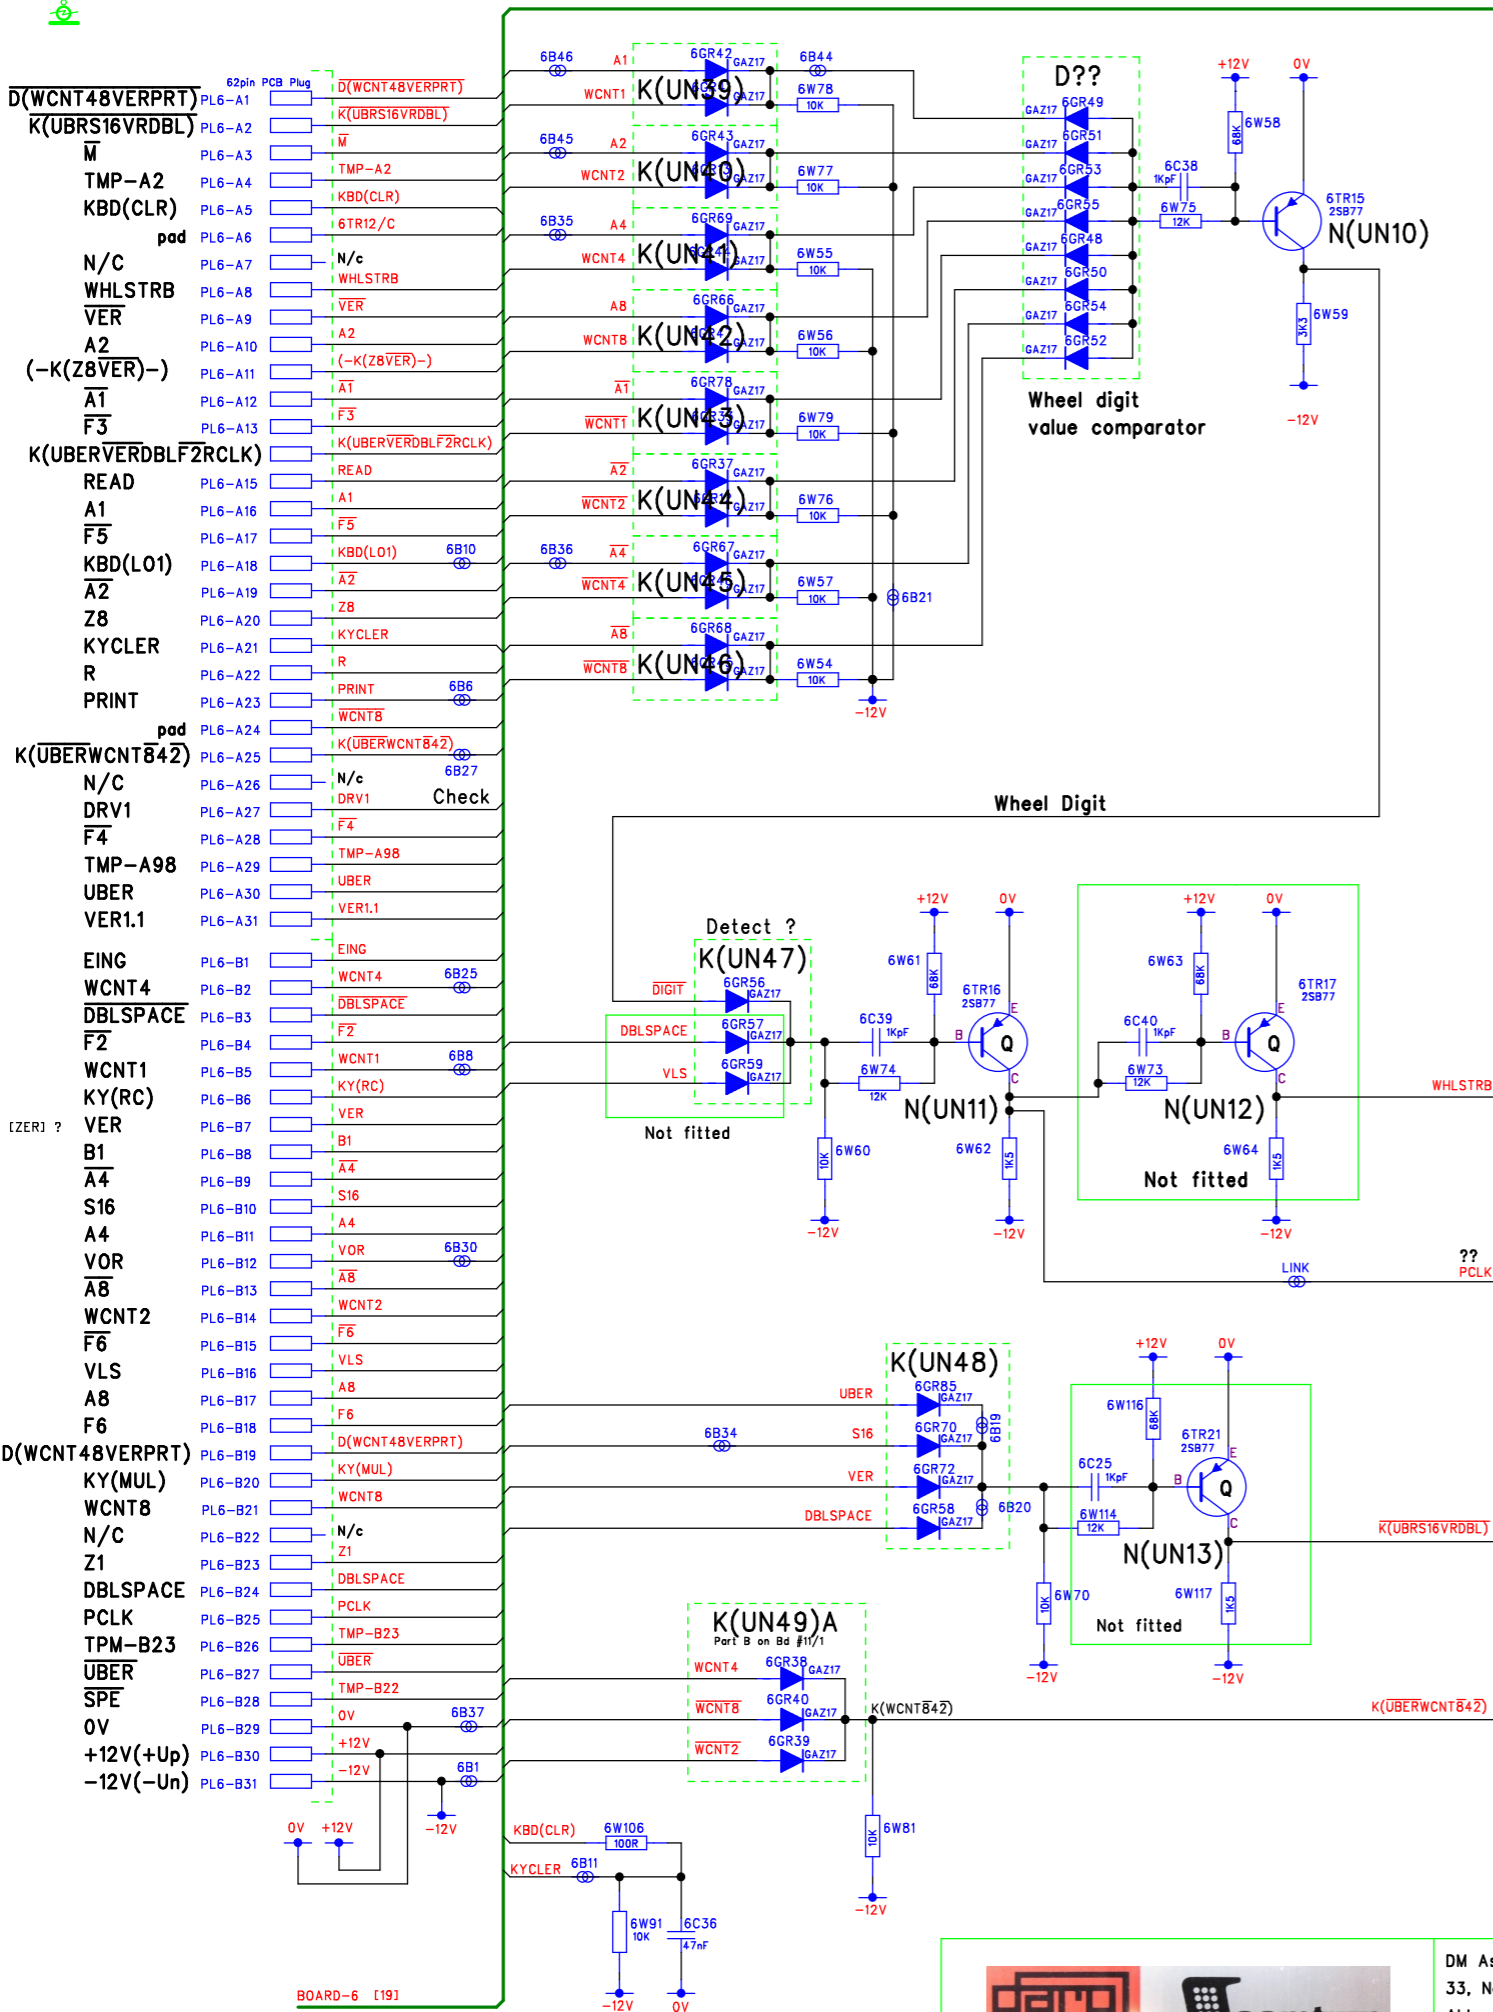 62pin PCB Plug
D(WCNT48VERPRT) PL6-A1 D(WCNT48VERPRT)
K(UBRS16VRDBL) PL6-A2 K(UBRS16VRDBL)
M PL6-A3 M
TMP-A2 PL6-A4 TMP-A2
KBD(CLR) PL6-A5 KBD(CLR)
pad PL6-A6 6TR12/C
N/C PL6-A7 N/c
WHLSTRB PL6-A8 WHLSTRB
VER PL6-A9 VER
A2 PL6-A10 A2
(-K(Z8VER)-) PL6-A11 (-K(Z8VER)-)
A1 PL6-A12 A1
F3 PL6-A13 F3
K(UBERVERDBLF2RCLK) K(UBERVERDBLF2RCLK)
READ PL6-A15 READ
A1 PL6-A16 A1
F5 PL6-A17 F5
KBD(L01) PL6-A18 KBD(L01) 6B10
A2 PL6-A19 A2
Z8 PL6-A20 Z8
KYCLER PL6-A21 KYCLER
R PL6-A22 R
PRINT PL6-A23 PRINT 6B6
pad PL6-A24 WCNT8
K(UBERWCNT842) PL6-A25 K(UBERWCNT842) 6B27
N/C PL6-A26 N/c
Check
DRV1 PL6-A27 DRV1
F4 PL6-A28 F4
TMP-A98 PL6-A29 TMP-A98
UBER PL6-A30 UBER
VER1.1 PL6-A31 VER1.1
EING PL6-B1 EING
WCNT4 PL6-B2 WCNT4 6B25
DBLSPACE PL6-B3 DBLSPACE
F2 PL6-B4 F2
WCNT1 PL6-B5 WCNT1 6B8
KY(RC) PL6-B6 KY(RC)
[ZER] ? VER PL6-B7 VER
B1 PL6-B8 B1
A4 PL6-B9 A4
S16 PL6-B10 S16
A4 PL6-B11 A4
VOR PL6-B12 VOR 6B30
A8 PL6-B13 A8
WCNT2 PL6-B14 WCNT2
F6 PL6-B15 F6
VLS PL6-B16 VLS
A8 PL6-B17 A8
F6 PL6-B18 F6
D(WCNT48VERPRT) PL6-B19 D(WCNT48VERPRT)
KY(MUL) PL6-B20 KY(MUL)
WCNT8 PL6-B21 WCNT8
N/C PL6-B22 N/c
Z1 PL6-B23 Z1
DBLSPACE PL6-B24 DBLSPACE
PCLK PL6-B25 PCLK
TPM-B23 PL6-B26 TMP-B23
UBER PL6-B27 UBER
SPE PL6-B28 TMP-B22
0V PL6-B29 0V 6B37
+12V(+Up) PL6-B30 +12V
-12V(-Un) PL6-B31 -12V 6B1
0V +12V -12V
BOARD-6 [19]
6B46 A1 6GR42 GAZ17 6B44
WCNT1 K(UN39) GAZ17 6W78 10K
6B45 A2 6GR43 GAZ17
WCNT2 K(UN40) GAZ17 6W77 10K
6B35 A4 6GR69 GAZ17
WCNT4 K(UN41) GAZ17 6W55 10K
A8 6GR66 GAZ17
WCNT8 K(UN42) GAZ17 6W56 10K
A1 6GR78 GAZ17
WCNT1 K(UN43) GAZ17 6W79 10K
A2 6GR37 GAZ17
WCNT2 K(UN44) GAZ17 6W76 10K
6B36 A4 6GR67 GAZ17
WCNT4 K(UN45) GAZ17 6W57 10K 6B21
A8 6GR68 GAZ17
WCNT8 K(UN46) GAZ17 6W54 10K
-12V
D??
GAZ17 6GR49
GAZ17 6GR51
GAZ17 6GR53
GAZ17 6GR55
GAZ17 6GR48
GAZ17 6GR50
GAZ17 6GR54
GAZ17 6GR52
Wheel digit
value comparator
+12V 0V
6W58 68K
6C38 1KpF
6W75 12K
6TR15
2SB77
N(UN10)
6W59 3K3
-12V
Wheel Digit
Detect ?
K(UN47)
DIGIT 6GR56 GAZ17
DBLSPACE 6GR57 GAZ17
VLS 6GR59 GAZ17
Not fitted
6W60 10K
-12V
6C39 1KpF
6W74 12K
+12V 0V
6W61 68K
6TR16
2SB77
B E C Q
N(UN11)
6W62 1K5
-12V
+12V 0V
6W63 68K
6C40 1KpF
6W73 12K
6TR17
2SB77
B E C Q
N(UN12)
6W64 1K5
Not fitted
-12V
WHLSTRB
LINK
??
PCLK
K(UN48)
UBER 6GR85 GAZ17 6B19
6B34 S16 6GR70 GAZ17
VER 6GR72 GAZ17
DBLSPACE 6GR58 GAZ17 6B20
6W70 10K
-12V
+12V 0V
6W116 68K
6C25 1KpF
6W114 12K
6TR21
2SB77
B E C Q
N(UN13)
6W117 1K5
Not fitted
-12V
K(UBRS16VRDBL)
K(UN49)A
Part B on Bd #11/1
WCNT4 6GR38 GAZ17
WCNT8 6GR40 GAZ17
WCNT2 6GR39 GAZ17
K(WCNT842)
K(UBERWCNT842)
6W81 10K
-12V
KBD(CLR) 6W106 100R
KYCLER 6B11
6W91 10K
6C36 47nF
-12V 0V
daro
33, N